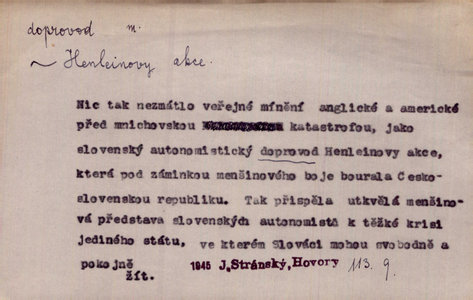 doprovod m.
~ Henleinovy akce.
Nic tak nezmátlo veřejné mínění anglické a americké
před mnichovskou katastrofou, jako
slovenský autonomistický doprovod Henleinovy akce,
která pod záminkou menšinového boje bourala Česko-
slovenskou republiku. Tak přispěla utkvělá menšino-
vá představa slovenských autonomistů k těžké krisi
jediného státu, ve kterém Slováci mohou svobodně a
pokojně žít. 1945 J.Stránský, Hovory 113. 9.